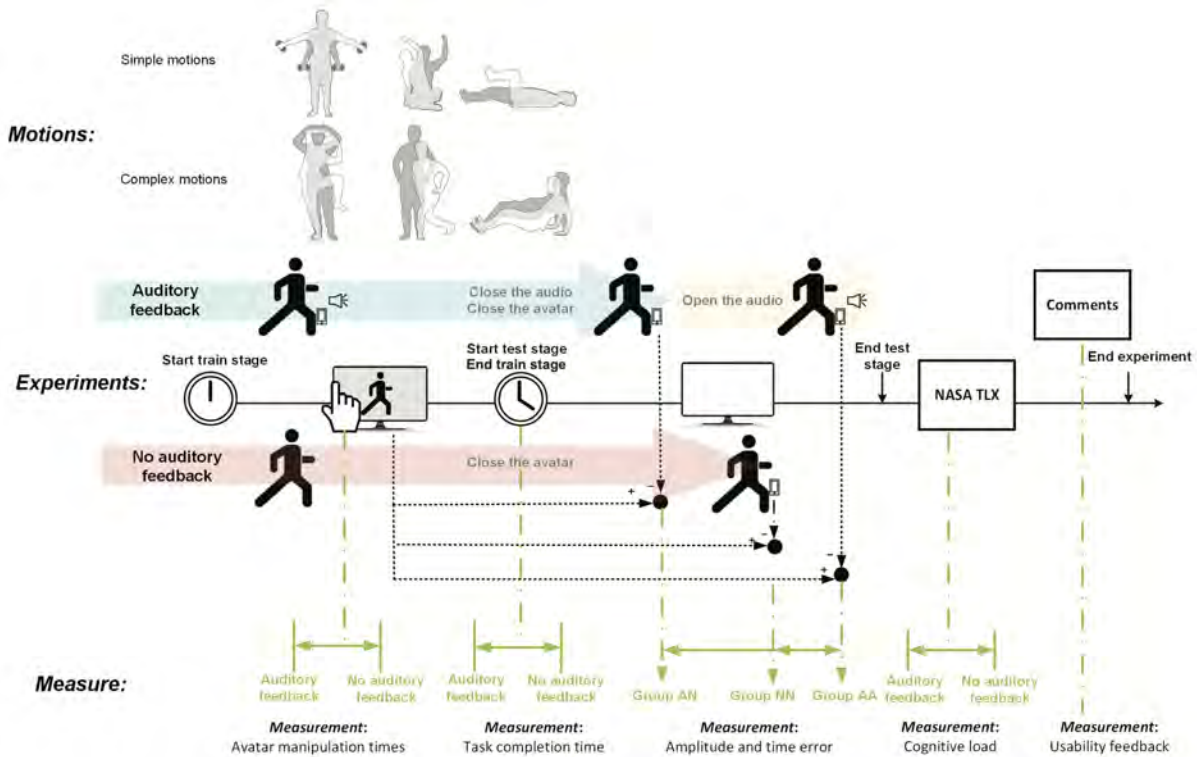 Simple motions
Motions:
Complex motions
Auditory
feedback
Close the audio
Close the avatar
Open the audio
Comments
Start train stage
Start test stage
End train stage
End test
stage
End experiment
Experiments:
NASA TLX
No auditory
feedback
Close the avatar
+ −
+ −
+ −
Measure:
Auditory
feedback
No auditory
feedback
Auditory
feedback
No auditory
feedback
Group AN
Group NN
Group AA
Auditory
feedback
No auditory
feedback
Measurement:
Avatar manipulation times
Measurement:
Task completion time
Measurement:
Amplitude and time error
Measurement:
Cognitive load
Measurement:
Usability feedback